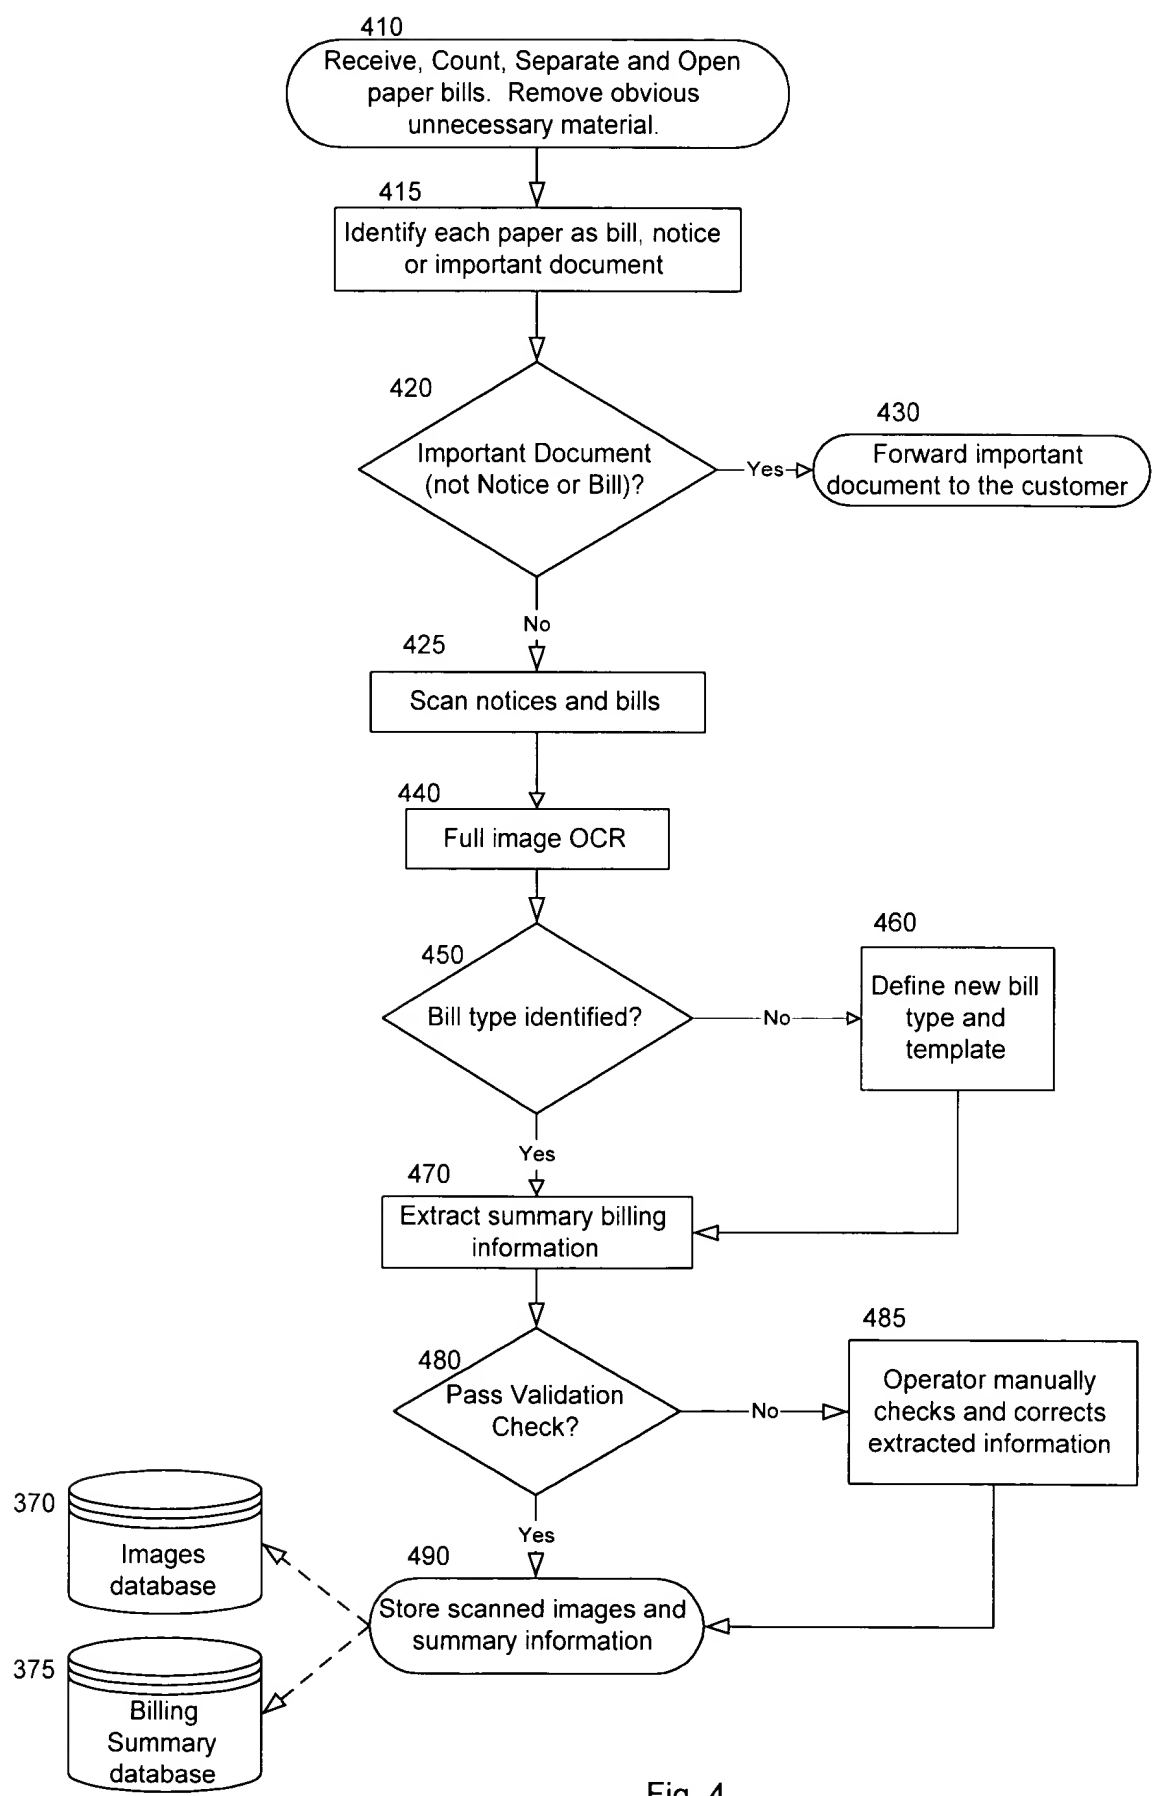 410
Receive, Count, Separate and Open
paper bills.  Remove obvious
unnecessary material.
415
Identify each paper as bill, notice
or important document
420
Important Document
(not Notice or Bill)?
Yes
430
Forward important
document to the customer
No
425
Scan notices and bills
440
Full image OCR
450
Bill type identified?
No
460
Define new bill
type and
template
Yes
470
Extract summary billing
information
480
Pass Validation
Check?
No
485
Operator manually
checks and corrects
extracted information
Yes
490
Store scanned images and
summary information
370
Images
database
375
Billing
Summary
database
Fig. 4